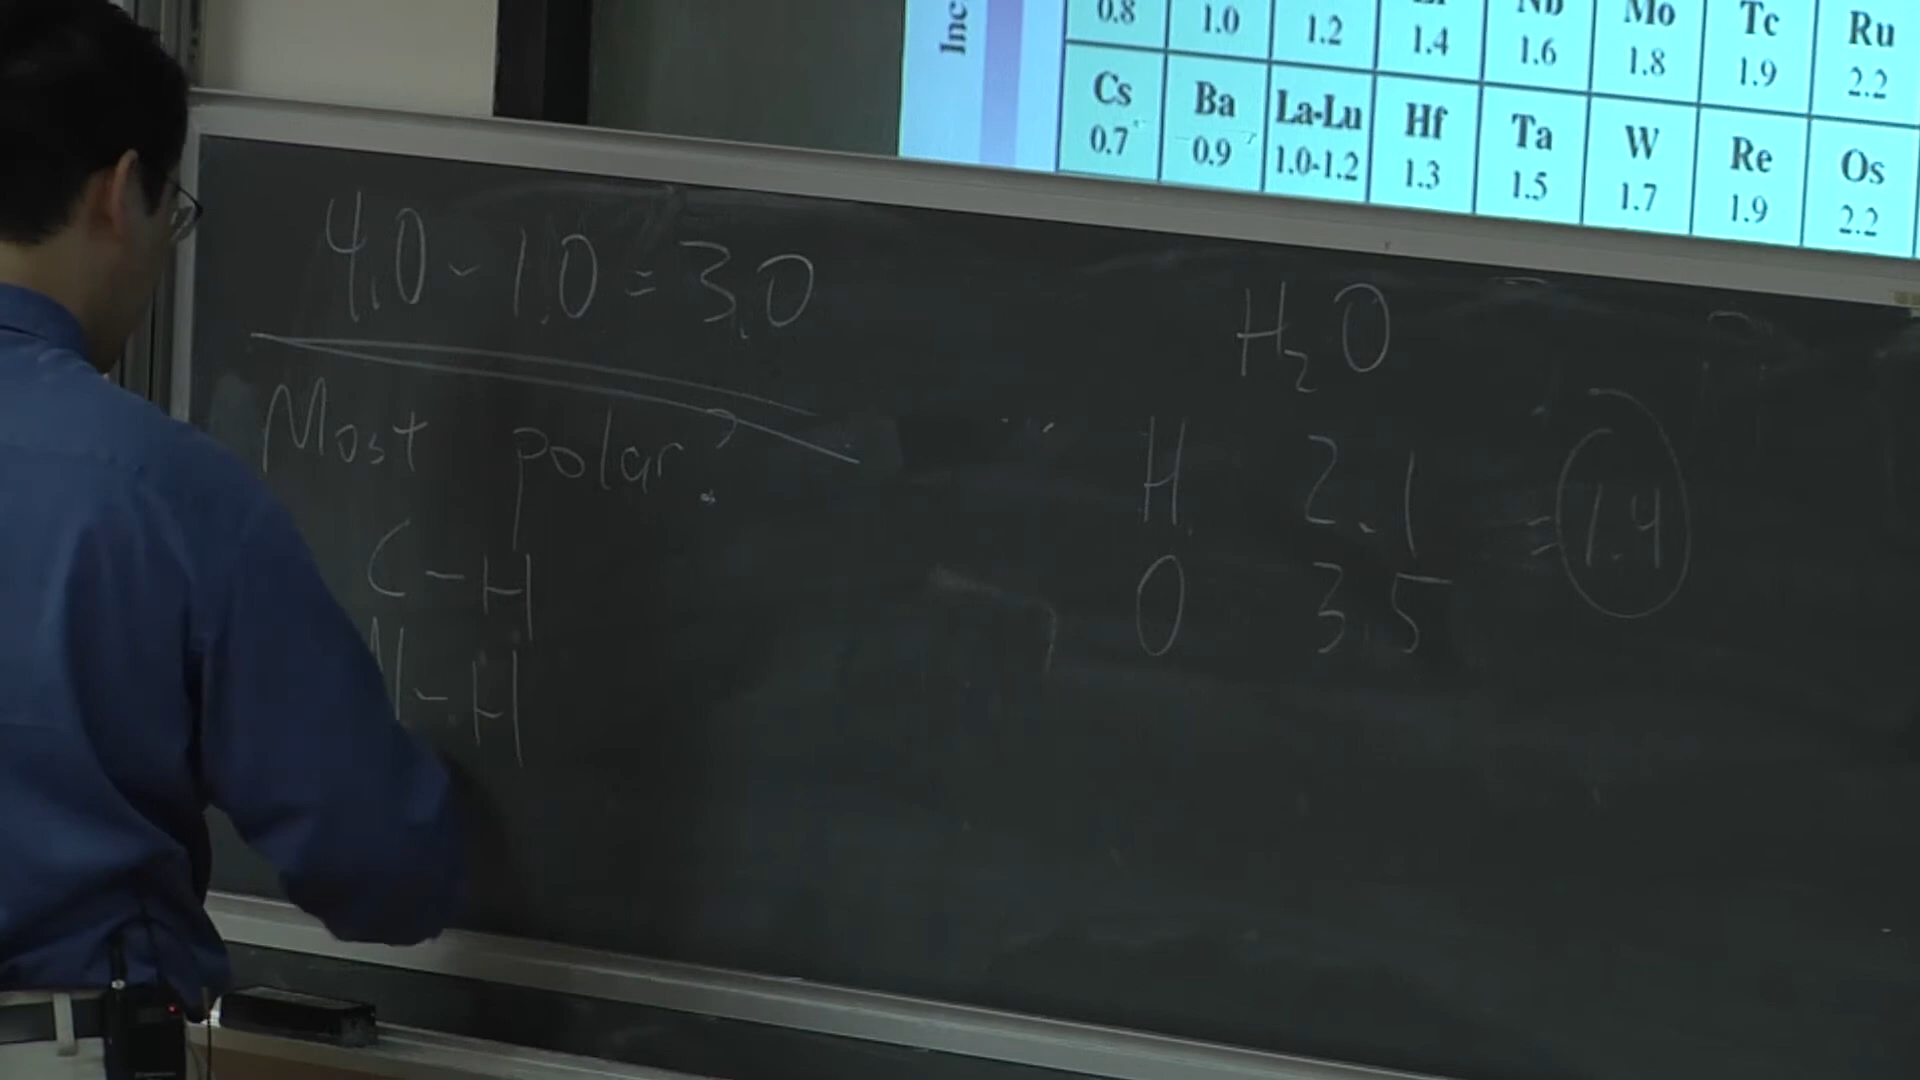 Inc
0.8 1.0 1.2 1.4 Nb 1.6 Mo 1.8 Tc 1.9 Ru 2.2
Cs 0.7 Ba 0.9 La-Lu 1.0-1.2 Hf 1.3 Ta 1.5 W 1.7 Re 1.9 Os 2.2
4.0 - 1.0 = 3.0
Most polar?
C-H
N-H
H₂O
H 2.1 = 1.4
O 3.5